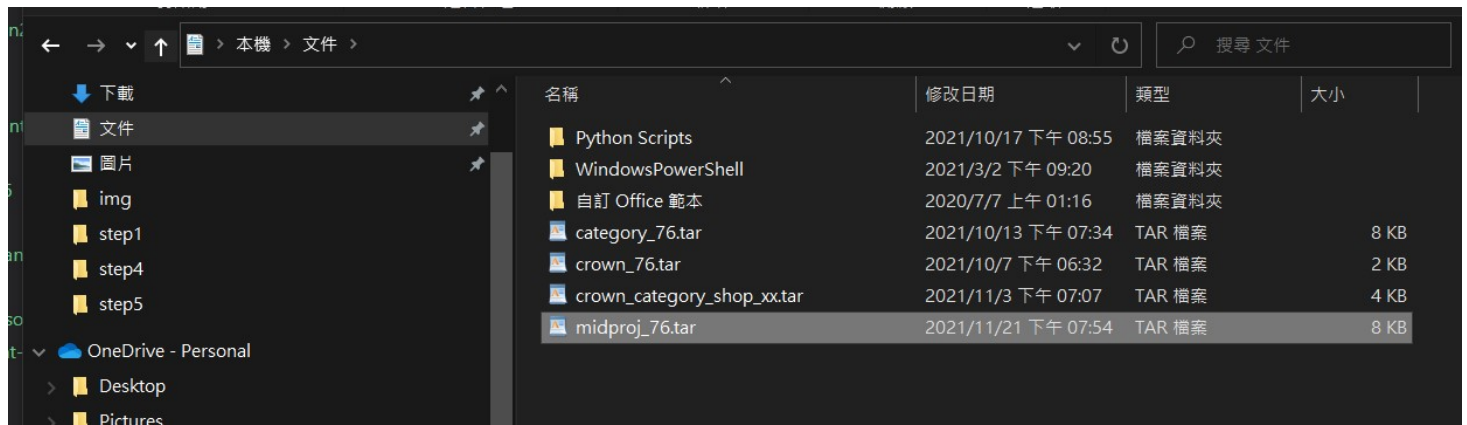 本機 › 文件 ›
搜尋 文件
下載
文件
圖片
img
step1
step4
step5
OneDrive - Personal
Desktop
Pictures
名稱 修改日期 類型 大小
Python Scripts 2021/10/17 下午 08:55 檔案資料夾
WindowsPowerShell 2021/3/2 下午 09:20 檔案資料夾
自訂 Office 範本 2020/7/7 上午 01:16 檔案資料夾
category_76.tar 2021/10/13 下午 07:34 TAR 檔案 8 KB
crown_76.tar 2021/10/7 下午 06:32 TAR 檔案 2 KB
crown_category_shop_xx.tar 2021/11/3 下午 07:07 TAR 檔案 4 KB
midproj_76.tar 2021/11/21 下午 07:54 TAR 檔案 8 KB